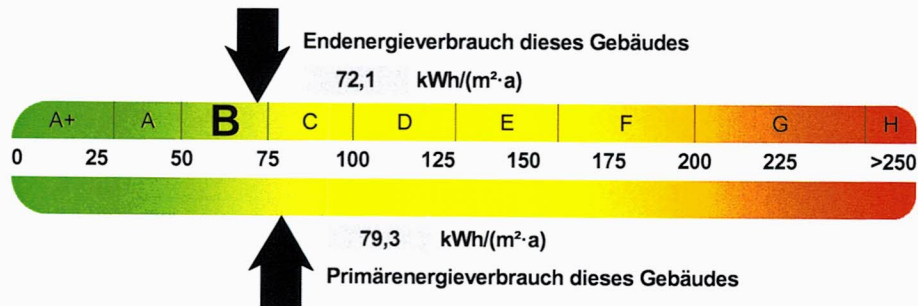 Endenergieverbrauch dieses Gebäudes
72,1 kWh/(m²·a)
A+ A B C D E F G H
0 25 50 75 100 125 150 175 200 225 >250
79,3 kWh/(m²·a)
Primärenergieverbrauch dieses Gebäudes